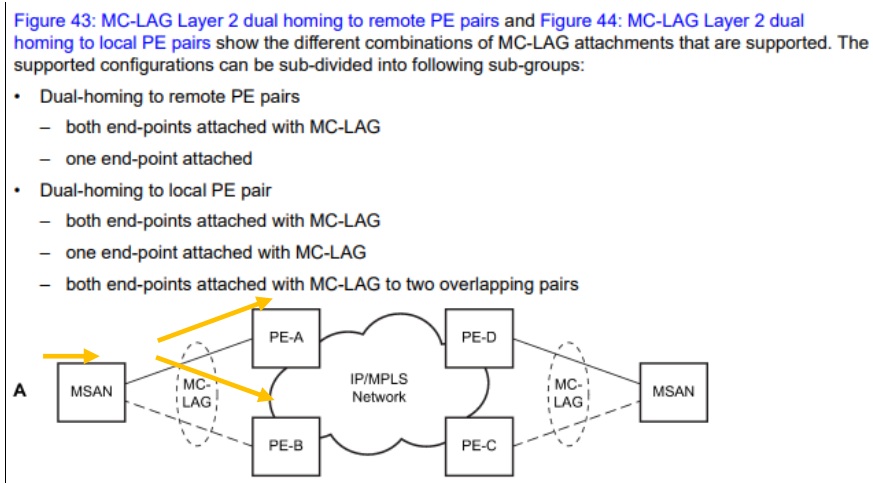 Figure 43: MC-LAG Layer 2 dual homing to remote PE pairs and Figure 44: MC-LAG Layer 2 dual
homing to local PE pairs show the different combinations of MC-LAG attachments that are supported. The
supported configurations can be sub-divided into following sub-groups:
• Dual-homing to remote PE pairs
– both end-points attached with MC-LAG
– one end-point attached
• Dual-homing to local PE pair
– both end-points attached with MC-LAG
– one end-point attached with MC-LAG
– both end-points attached with MC-LAG to two overlapping pairs
PE-A
PE-D
A
MSAN
MC-
LAG
IP/MPLS
Network
MC-
LAG
MSAN
PE-B
PE-C